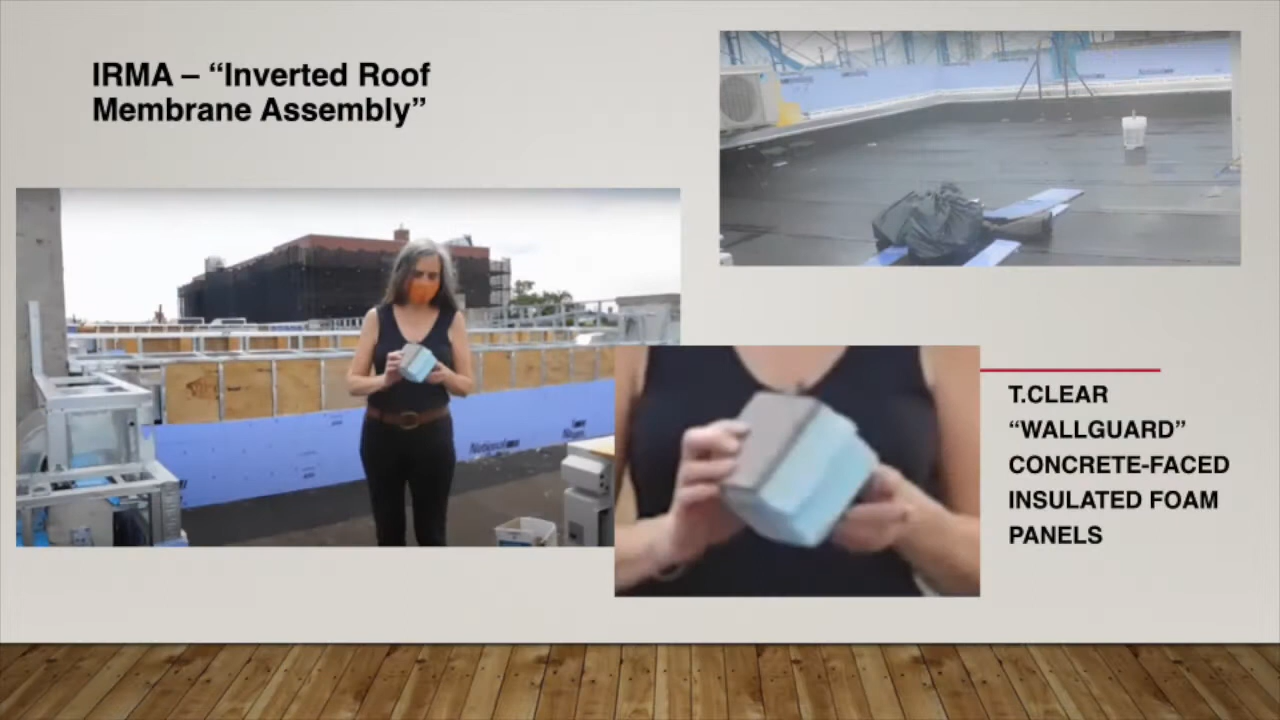 IRMA – “Inverted Roof
Membrane Assembly”
T.CLEAR
“WALLGUARD”
CONCRETE-FACED
INSULATED FOAM
PANELS